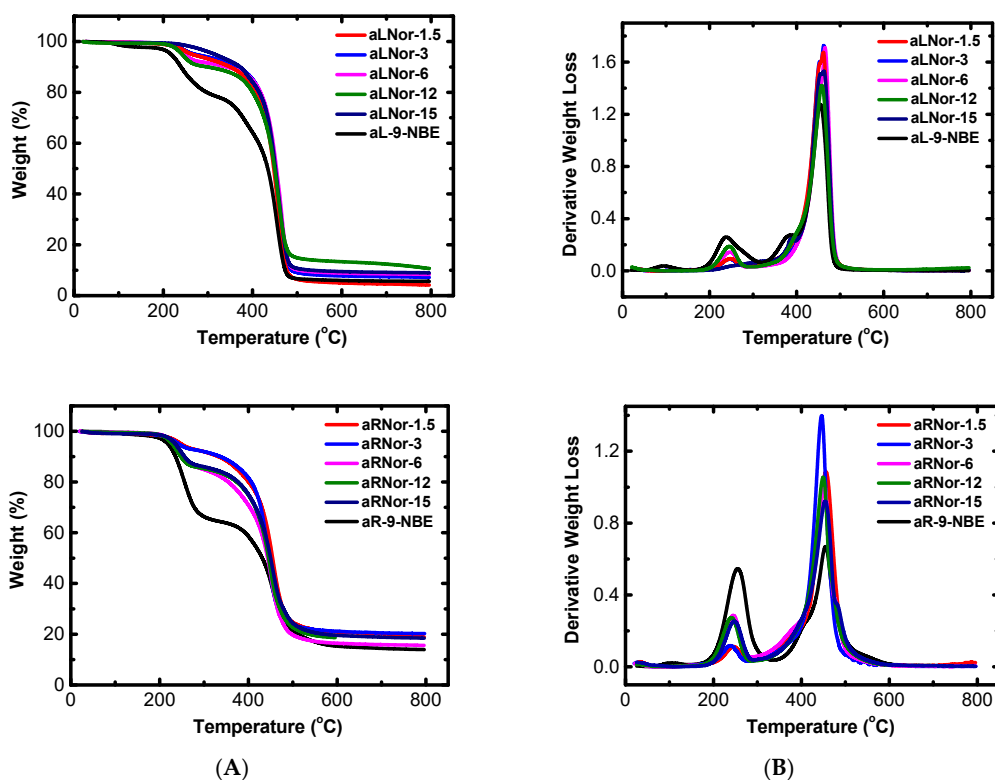 100
80
60
40
20
0
Weight (%)
0 200 400 600 800
Temperature (°C)
aLNor-1.5
aLNor-3
aLNor-6
aLNor-12
aLNor-15
aL-9-NBE
1.6
1.2
0.8
0.4
0.0
Derivative Weight Loss
0 200 400 600 800
Temperature (°C)
aLNor-1.5
aLNor-3
aLNor-6
aLNor-12
aLNor-15
aL-9-NBE
100
80
60
40
20
0
Weight (%)
0 200 400 600 800
Temperature (°C)
aRNor-1.5
aRNor-3
aRNor-6
aRNor-12
aRNor-15
aR-9-NBE
1.2
0.8
0.4
0.0
Derivative Weight Loss
0 200 400 600 800
Temperature (°C)
aRNor-1.5
aRNor-3
aRNor-6
aRNor-12
aRNor-15
aR-9-NBE
(A)
(B)